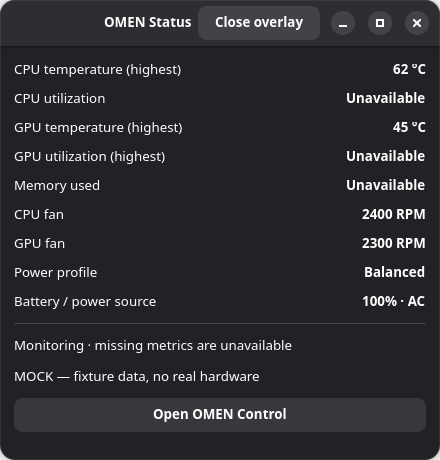 OMEN Status
Close overlay
CPU temperature (highest) 62 °C
CPU utilization Unavailable
GPU temperature (highest) 45 °C
GPU utilization (highest) Unavailable
Memory used Unavailable
CPU fan 2400 RPM
GPU fan 2300 RPM
Power profile Balanced
Battery / power source 100% · AC
Monitoring · missing metrics are unavailable
MOCK — fixture data, no real hardware
Open OMEN Control